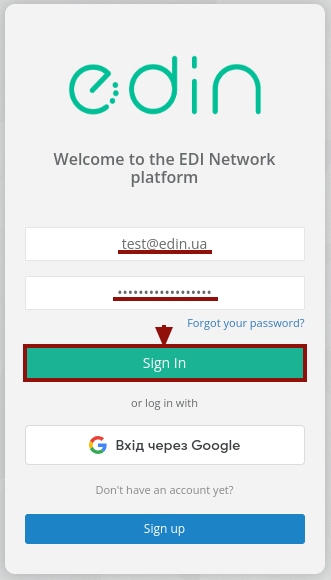 edin
Welcome to the EDI Network
platform
test@edin.ua
••••••••••••••••••
Forgot your password?
Sign In
or log in with
Вхід через Google
Don't have an account yet?
Sign up